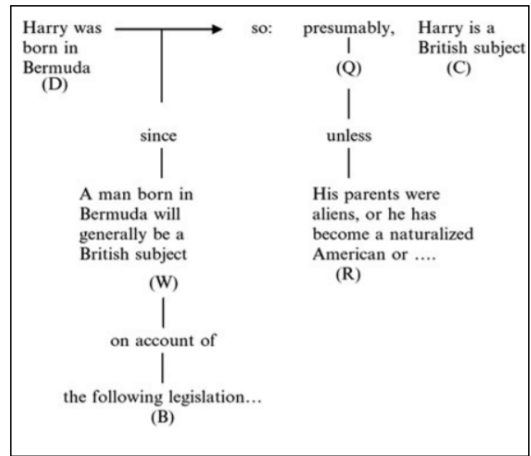 Harry was born in Bermuda
(D)
so: presumably,
(Q)
Harry is a British subject
(C)
since
A man born in
Bermuda will
generally be a
British subject
(W)
on account of
the following legislation...
(B)
unless
His parents were
aliens, or he has
become a naturalized
American or ....
(R)